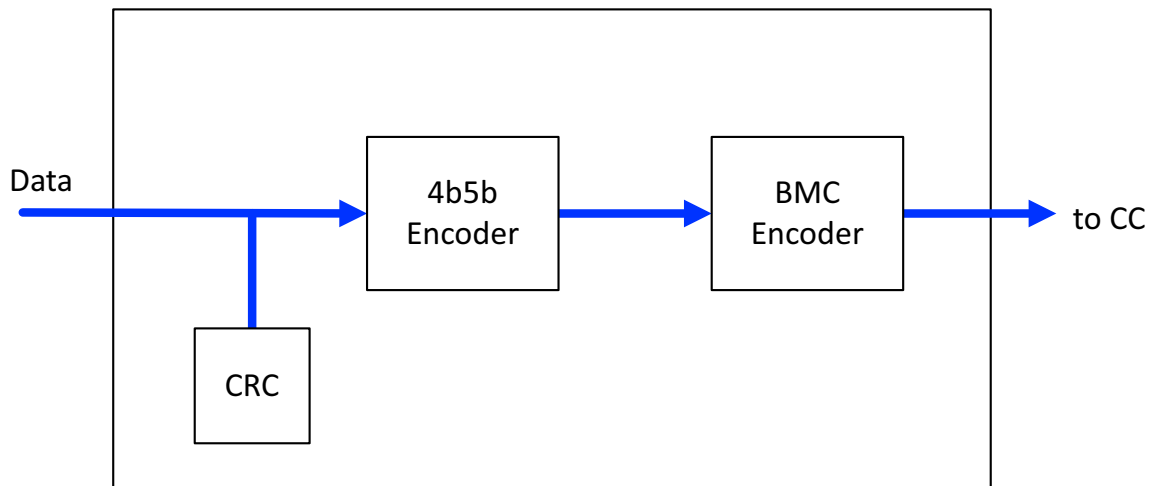 Data
4b5b
Encoder
BMC
Encoder
to CC
CRC